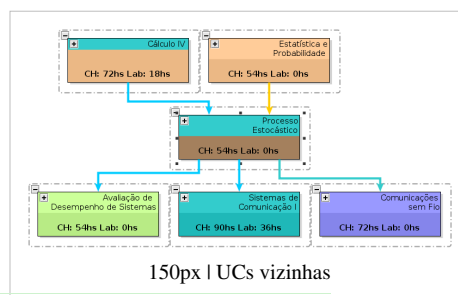 Cálculo IV
CH: 72hs Lab: 18hs
Estatística e
Probabilidade
CH: 54hs Lab: 0hs
Processo
Estocástico
CH: 54hs Lab: 0hs
Avaliação de
Desempenho de Sistemas
CH: 54hs Lab: 0hs
Sistemas de
Comunicação I
CH: 90hs Lab: 36hs
Comunicações
sem Fio
CH: 72hs Lab: 0hs
150px | UCs vizinhas